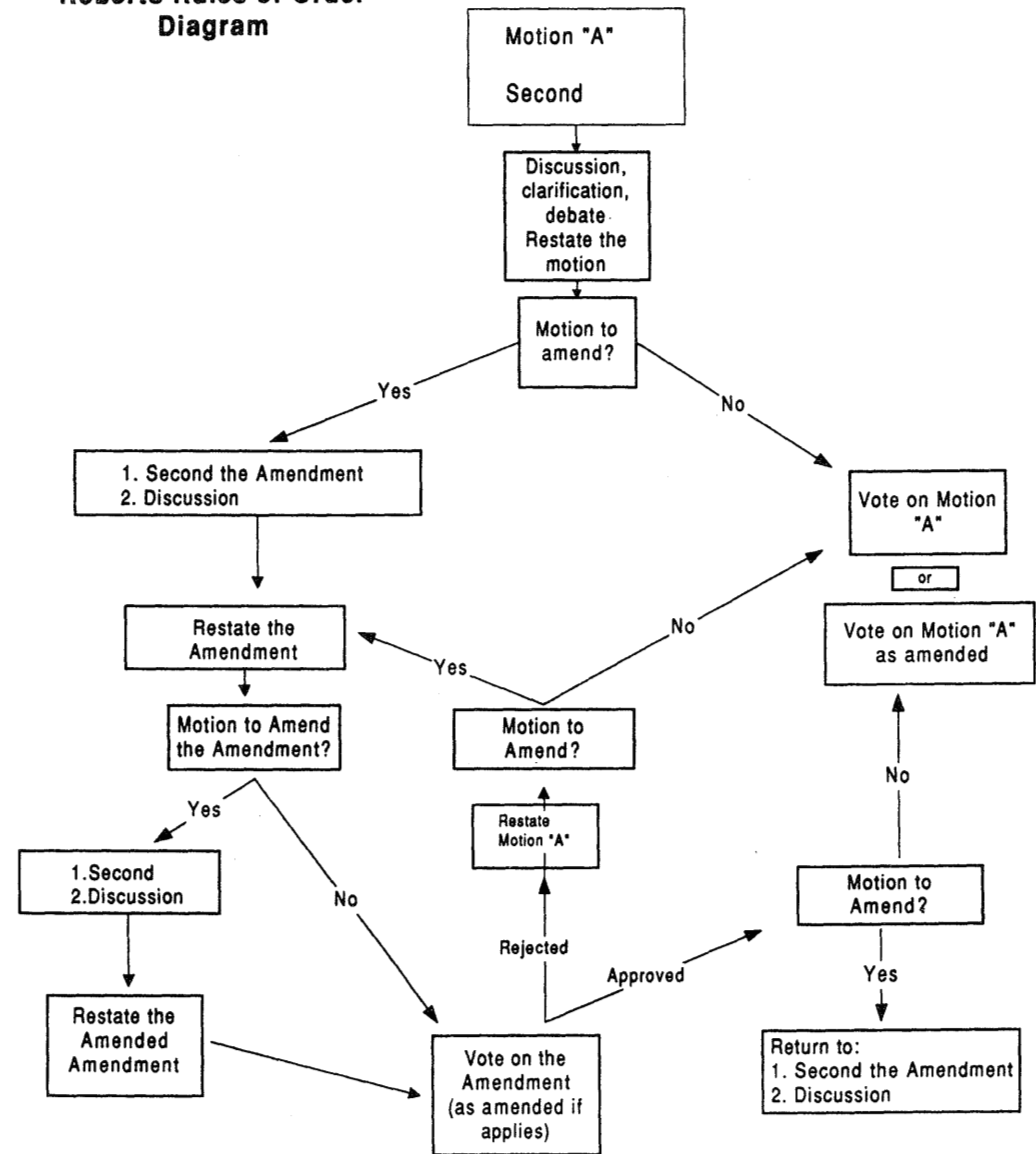 Roberts Rules of Order
Diagram
Motion "A"
Second
Discussion,
clarification,
debate
Restate the
motion
Motion to
amend?
Yes
No
1. Second the Amendment
2. Discussion
Vote on Motion
"A"
or
Vote on Motion "A"
as amended
Restate the
Amendment
Yes
No
Motion to Amend
the Amendment?
Motion to
Amend?
No
Yes
Restate
Motion "A"
1.Second
2.Discussion
No
Motion to
Amend?
Rejected
Approved
Yes
Restate the
Amended
Amendment
Vote on the
Amendment
(as amended if
applies)
Return to:
1. Second the Amendment
2. Discussion